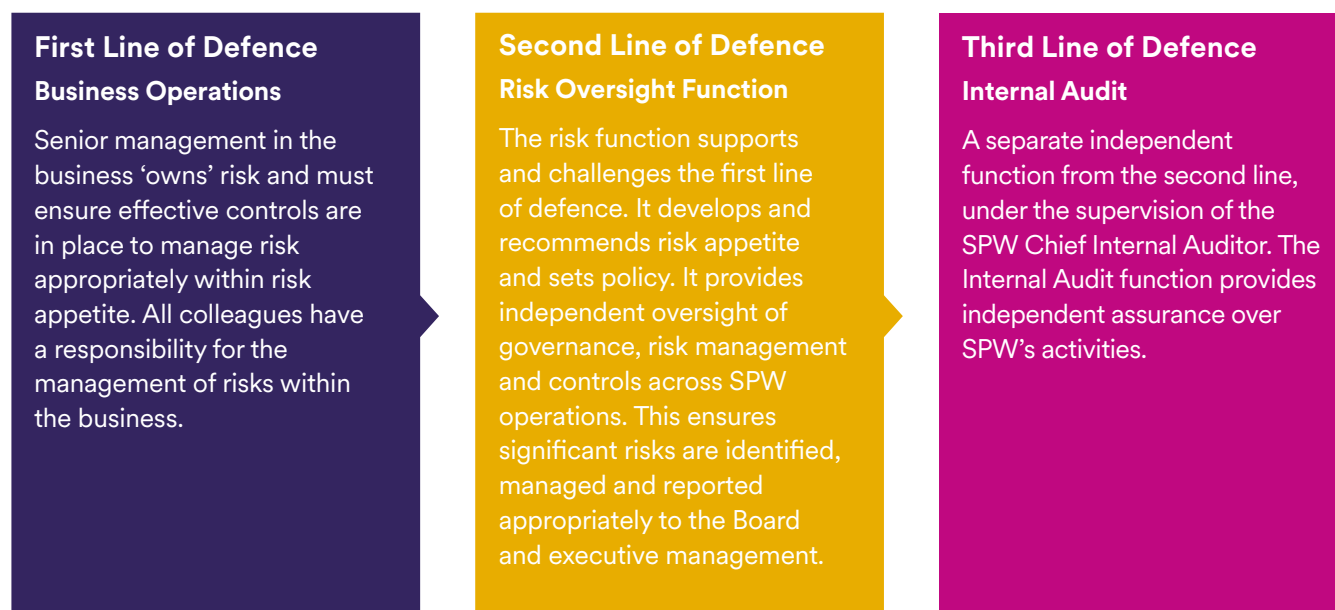 First Line of Defence
Business Operations
Senior management in the
business ‘owns’ risk and must
ensure effective controls are
in place to manage risk
appropriately within risk
appetite. All colleagues have
a responsibility for the
management of risks within
the business.
Second Line of Defence
Risk Oversight Function
The risk function supports
and challenges the first line
of defence. It develops and
recommends risk appetite
and sets policy. It provides
independent oversight of
governance, risk management
and controls across SPW
operations. This ensures
significant risks are identified,
managed and reported
appropriately to the Board
and executive management.
Third Line of Defence
Internal Audit
A separate independent
function from the second line,
under the supervision of the
SPW Chief Internal Auditor. The
Internal Audit function provides
independent assurance over
SPW’s activities.